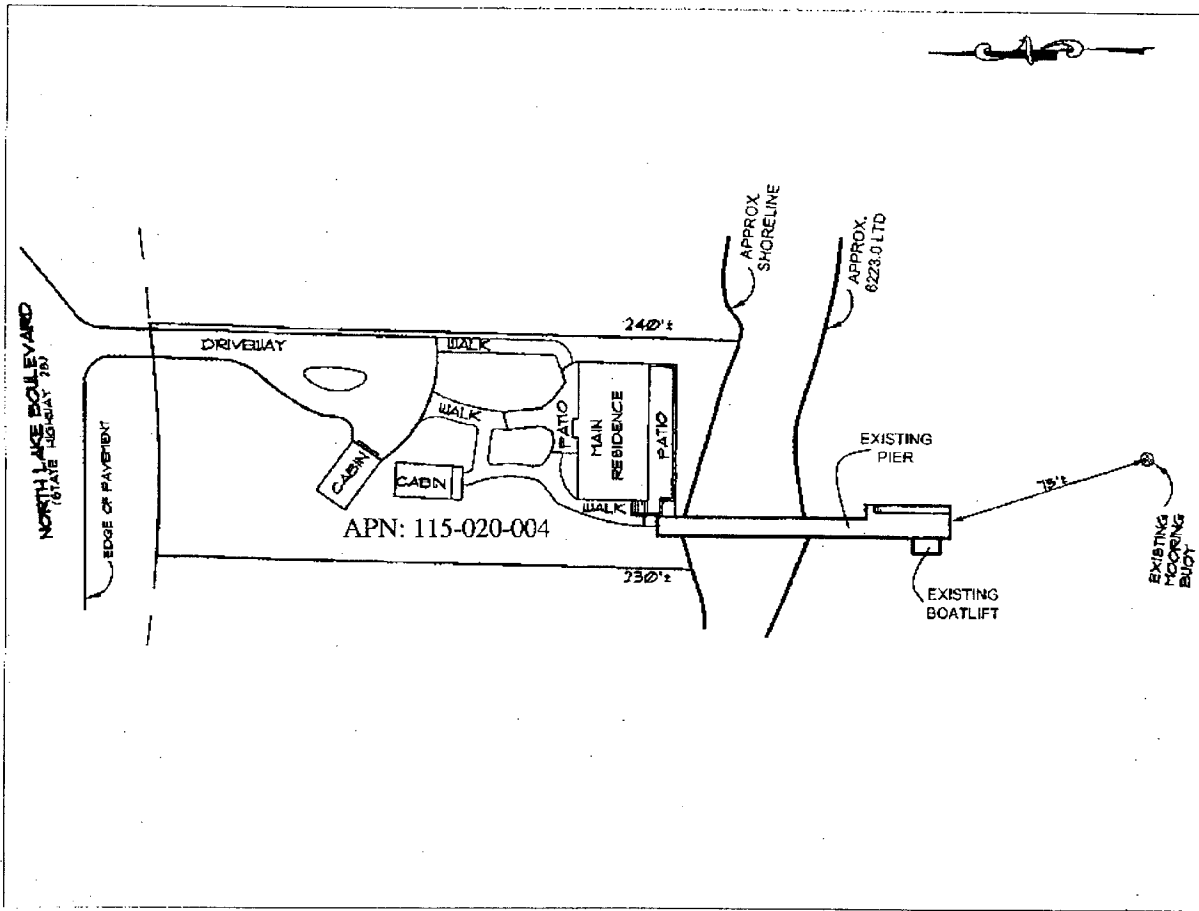 NORTH LAKE BOULEVARD
(STATE HIGHWAY 28)
EDGE OF PAVEMENT
DRIVEWAY
240'±
WALK
WALK
PATIO
MAIN
RESIDENCE
PATIO
CABIN
CABIN
WALK
APN: 115-020-004
230'±
APPROX.
SHORELINE
APPROX.
6223.0 LTD
EXISTING
PIER
75'±
EXISTING
MOORING
BUOY
EXISTING
BOATLIFT